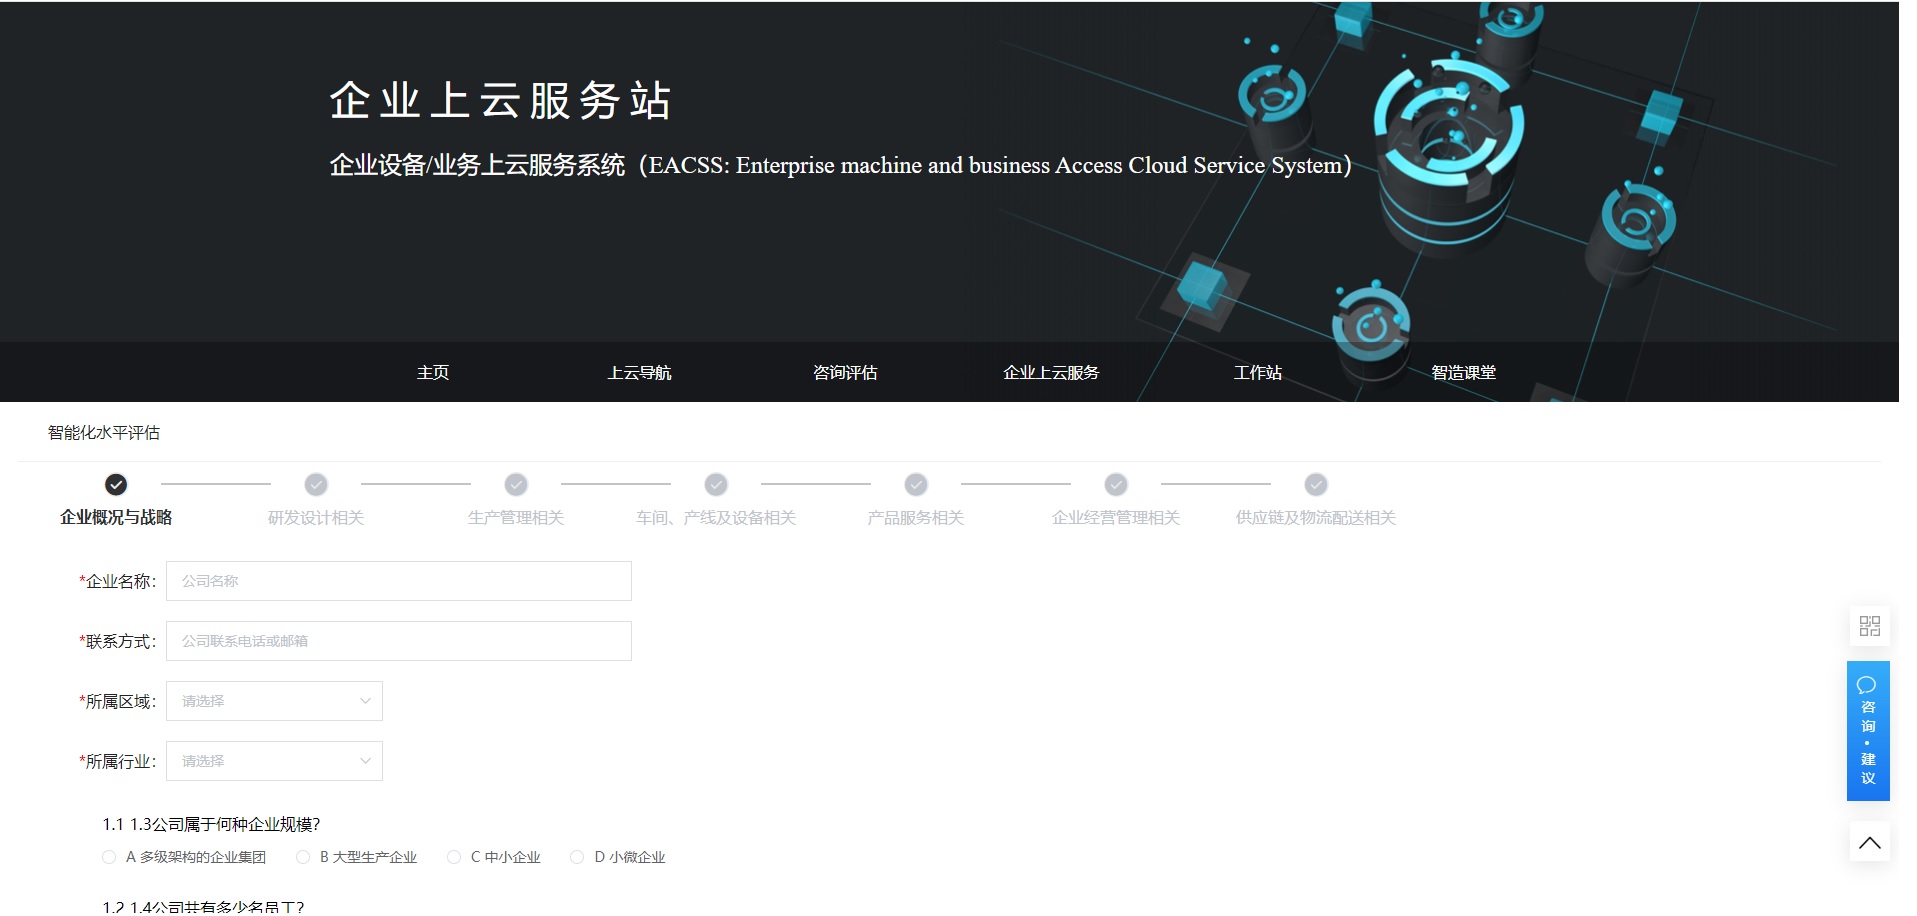 企业上云服务站
企业设备/业务上云服务系统（EACSS: Enterprise machine and business Access Cloud Service System）
主页 上云导航 咨询评估 企业上云服务 工作站 智造课堂
智能化水平评估
企业概况与战略 研发设计相关 生产管理相关 车间、产线及设备相关 产品服务相关 企业经营管理相关 供应链及物流配送相关
*企业名称： 公司名称
*联系方式： 公司联系电话或邮箱
*所属区域： 请选择
*所属行业： 请选择
咨询•建议
1.1 1.3公司属于何种企业规模？
A 多级架构的企业集团 B 大型生产企业 C 中小企业 D 小微企业
1.2 1.4公司共有多少名员工？